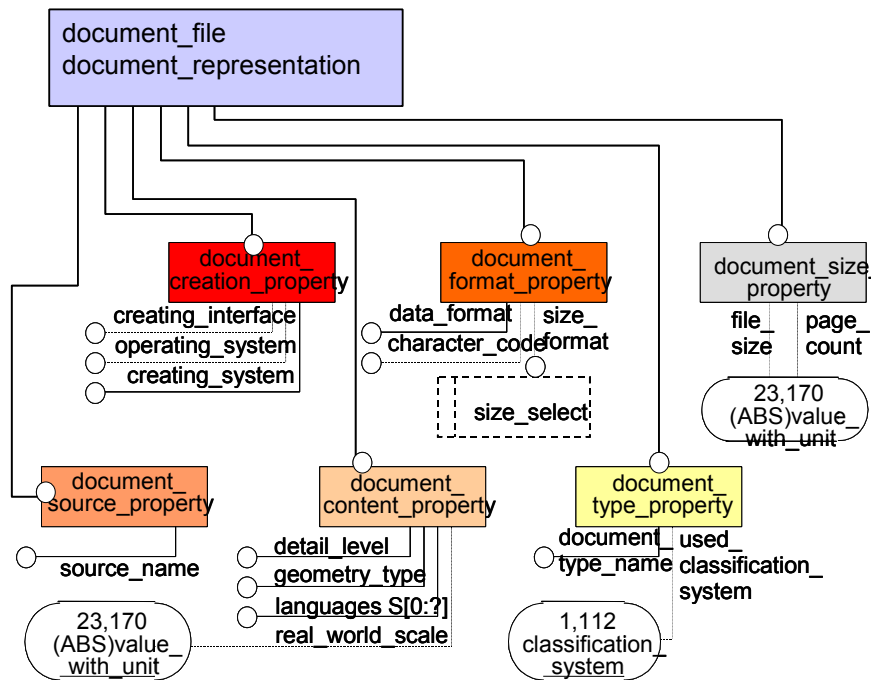 document_file
document_representation
document_
creation_property
document_
format_property
document_size_
property
creating_interface
operating_system
creating_system
data_format
character_code
size_
format
file_
size
page_
count
size_select
23,170
(ABS)value_
with_unit
document_
source_property
document_
content_property
document_
type_property
source_name
detail_level
geometry_type
languages S[0:?]
real_world_scale
document_
type_name
used_
classification_
system
23,170
(ABS)value_
with_unit
1,112
classification_
system